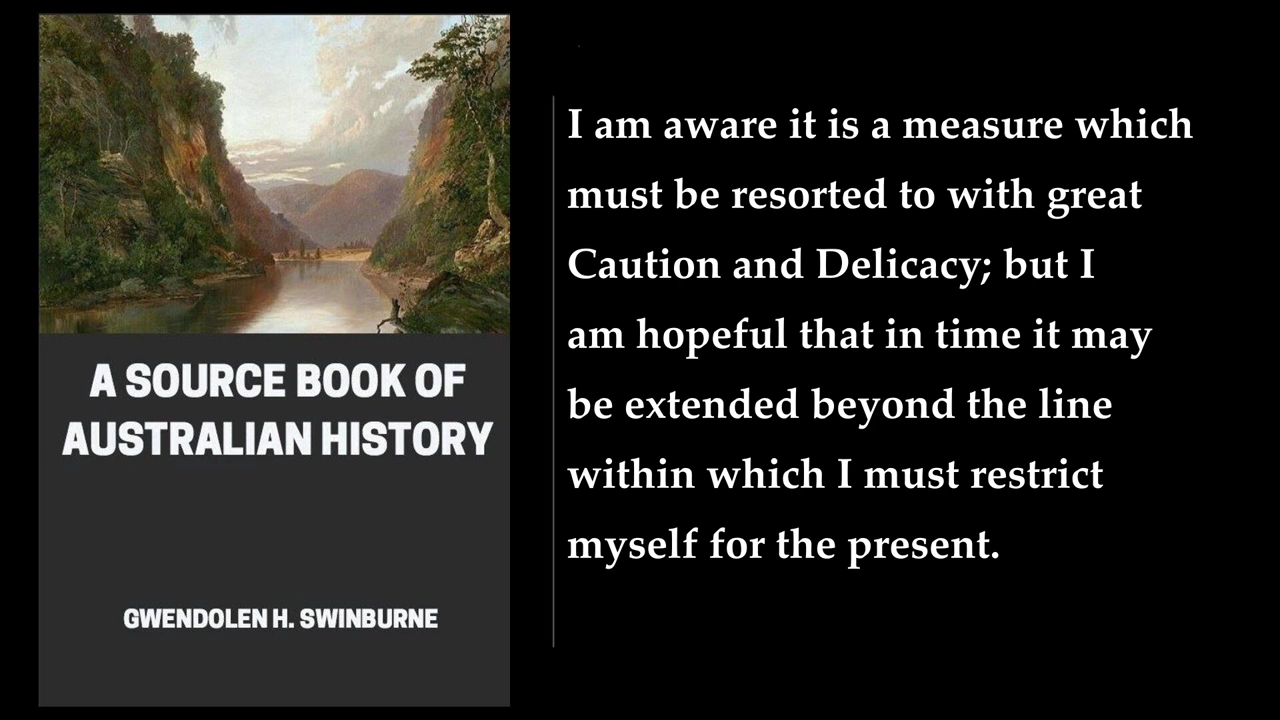 A SOURCE BOOK OF
AUSTRALIAN HISTORY
GWENDOLEN H. SWINBURNE
I am aware it is a measure which
must be resorted to with great
Caution and Delicacy; but I
am hopeful that in time it may
be extended beyond the line
within which I must restrict
myself for the present.